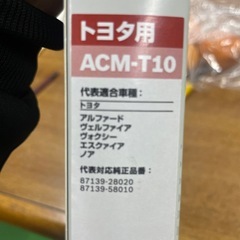 トヨタ用
ACM-T10
代表適合車種：
トヨタ
アルファード
ヴェルファイア
ヴォクシー
エスクァイア
ノア
代表対応純正品番：
87139-28020
87139-58010